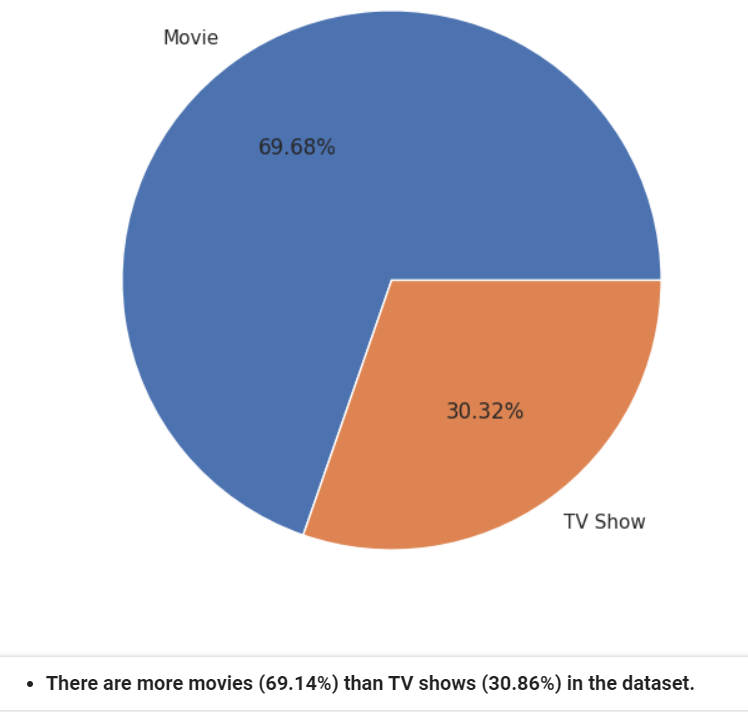 Movie
69.68%
30.32%
TV Show
• There are more movies (69.14%) than TV shows (30.86%) in the dataset.